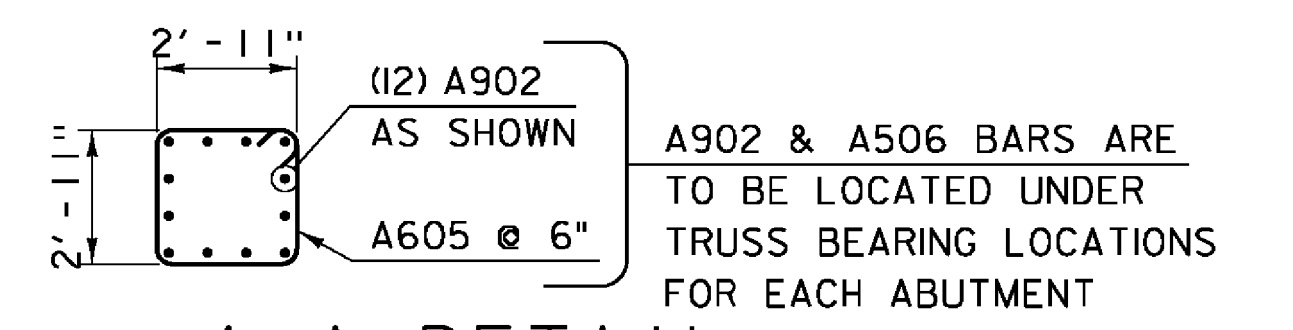 2'-11"
2'-11"
(12) A902
AS SHOWN
A605 @ 6"
A902 & A506 BARS ARE
TO BE LOCATED UNDER
TRUSS BEARING LOCATIONS
FOR EACH ABUTMENT